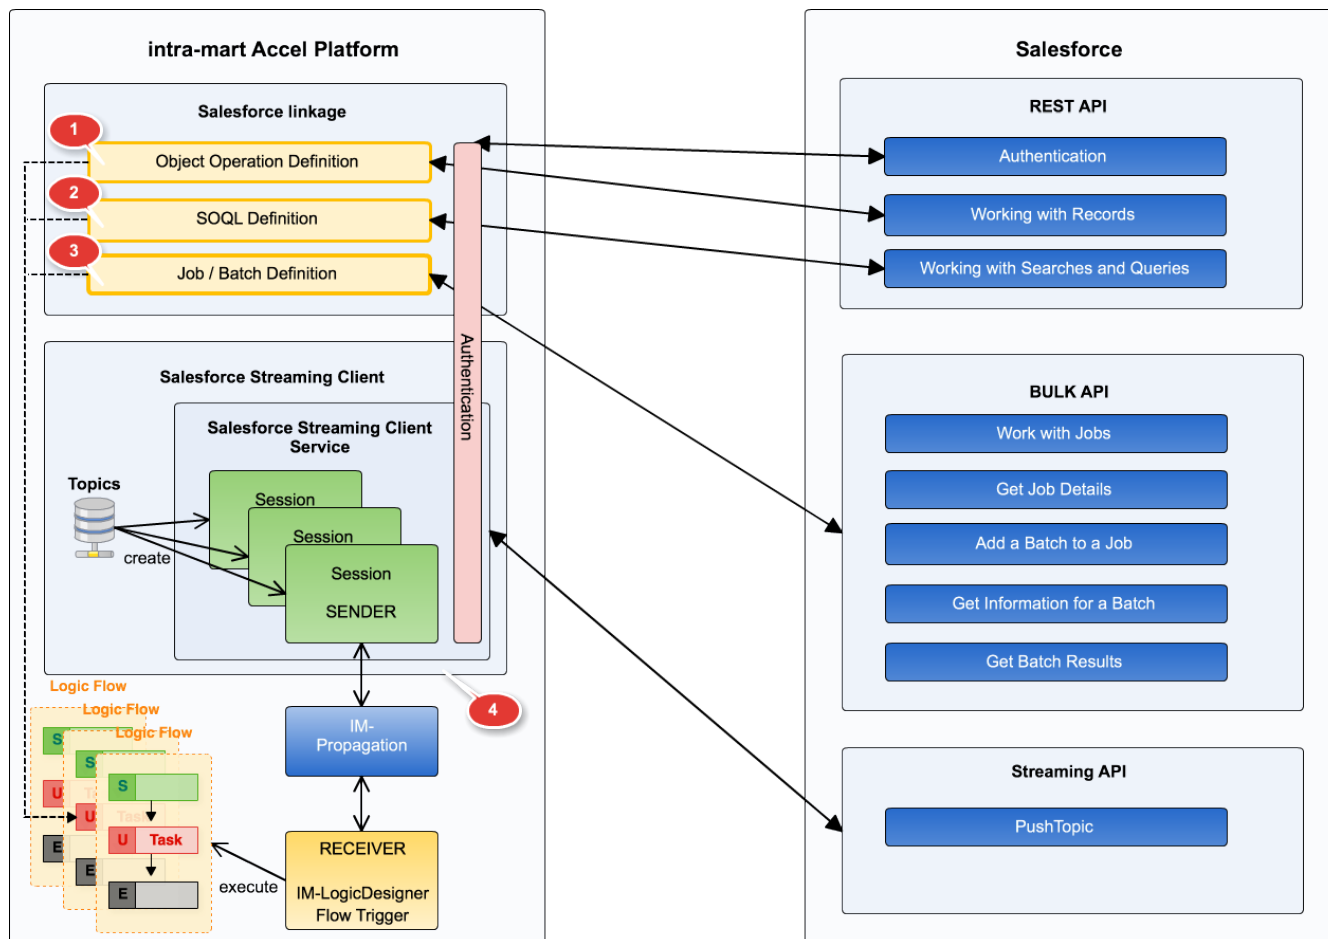 intra-mart Accel Platform
Salesforce linkage
1
Object Operation Definition
2
SOQL Definition
3
Job / Batch Definition
Authentication
Salesforce Streaming Client
Salesforce Streaming Client
Service
Topics
create
Session
Session
Session
SENDER
4
IM-
Propagation
RECEIVER
IM-LogicDesigner
Flow Trigger
execute
Logic Flow
S
U
E
Logic Flow
S
U
Task
E
Logic Flow
S
U Task
E
Salesforce
REST API
Authentication
Working with Records
Working with Searches and Queries
BULK API
Work with Jobs
Get Job Details
Add a Batch to a Job
Get Information for a Batch
Get Batch Results
Streaming API
PushTopic